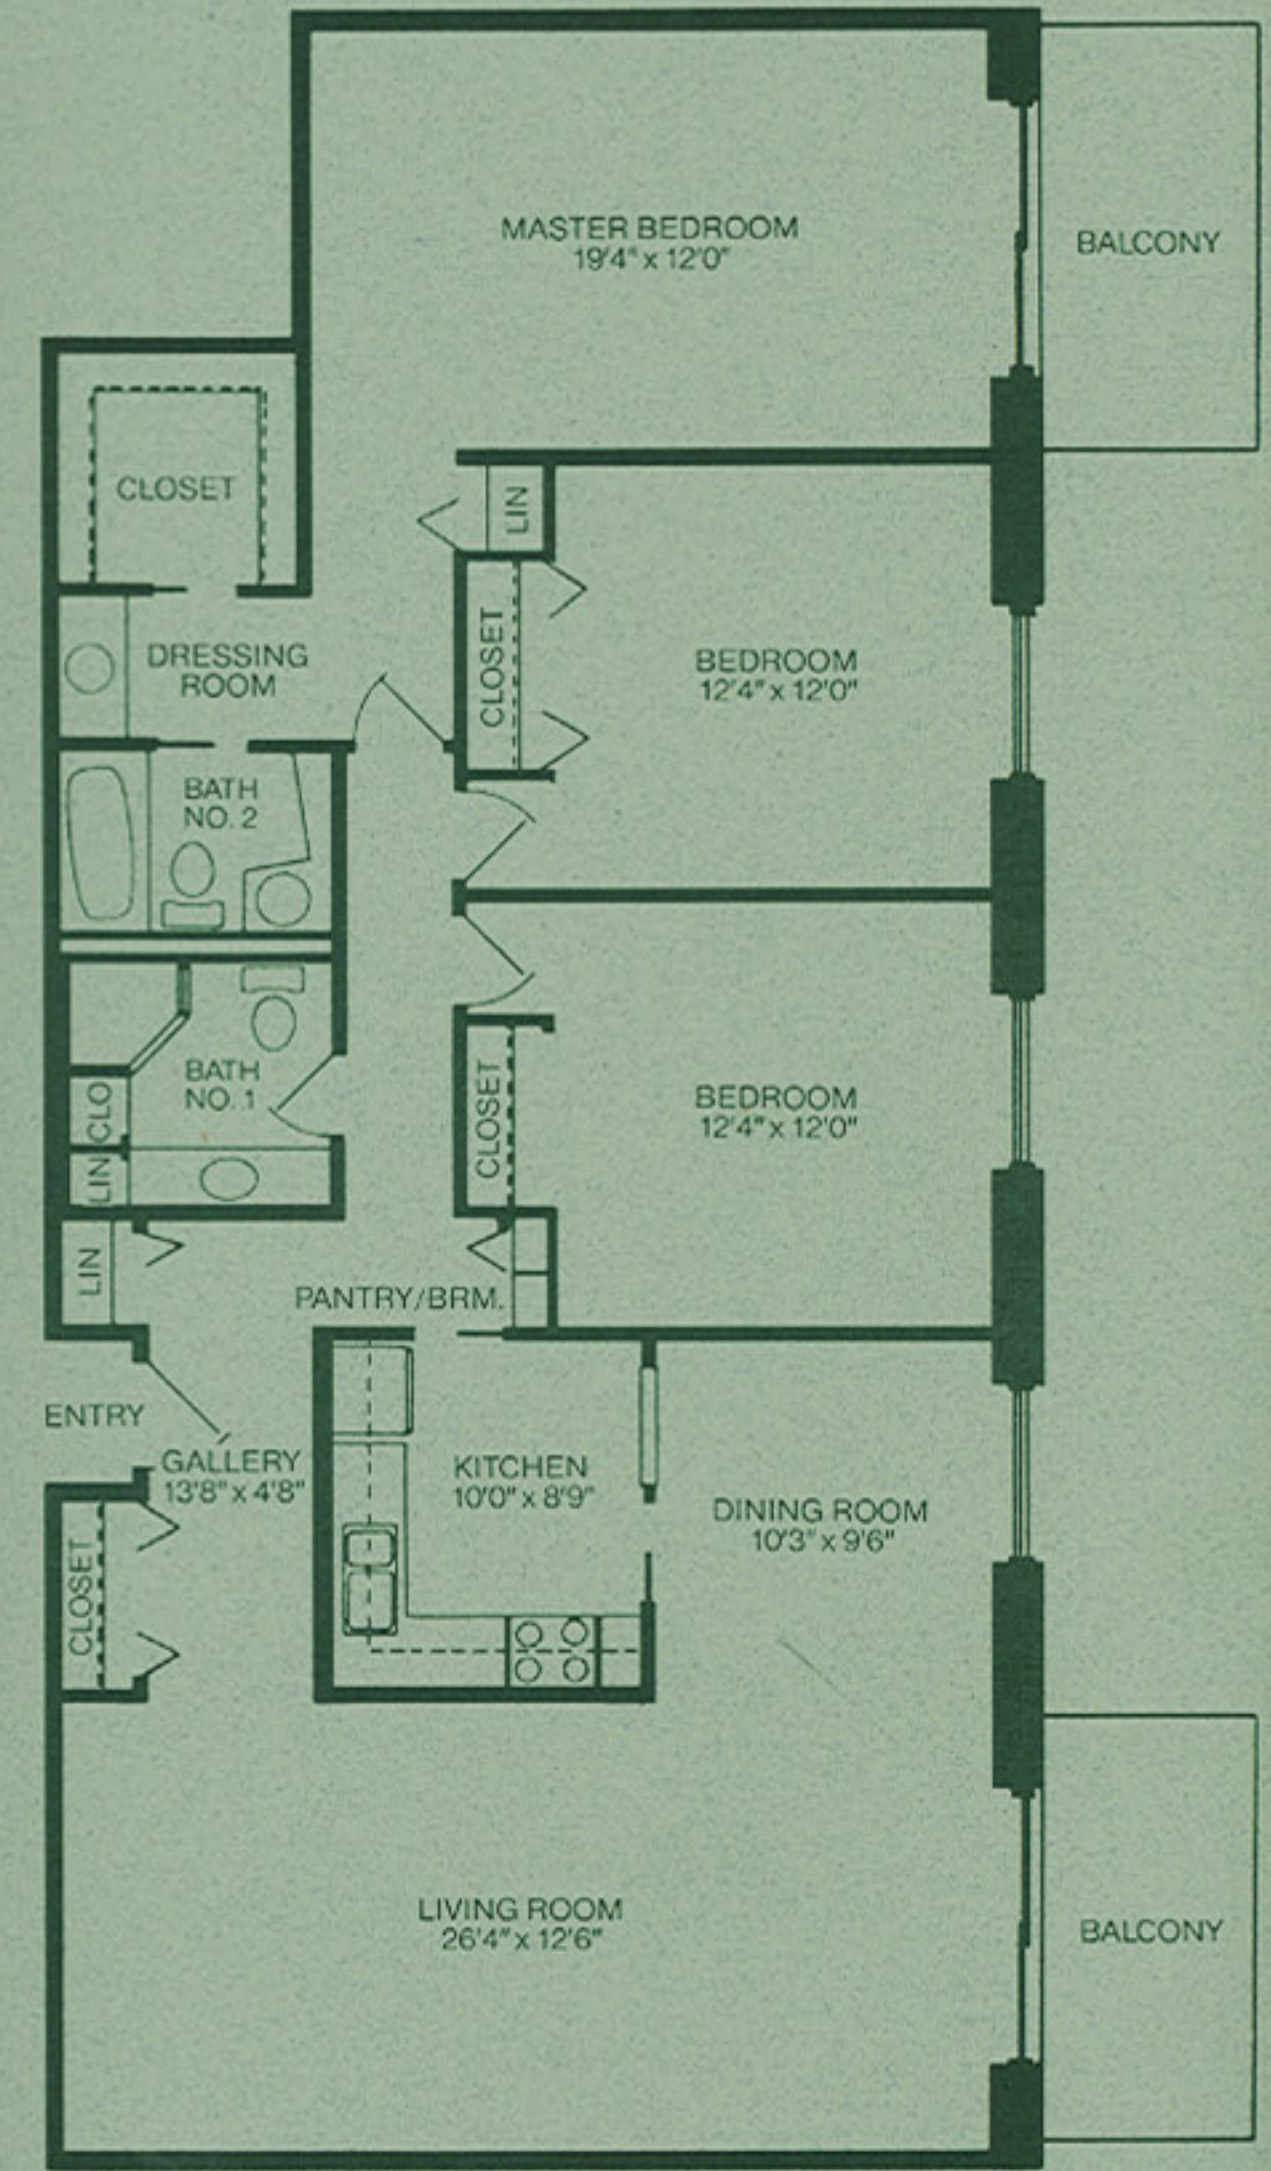 MASTER BEDROOM
19'4" x 12'0"
BALCONY
CLOSET
LIN
DRESSING
ROOM
CLOSET
BEDROOM
12'4" x 12'0"
BATH
NO. 2
BATH
NO. 1
CLO
LIN
CLOSET
BEDROOM
12'4" x 12'0"
LIN
PANTRY/BRM.
ENTRY
GALLERY
13'8" x 4'8"
KITCHEN
10'0" x 8'9"
DINING ROOM
10'3" x 9'6"
CLOSET
LIVING ROOM
26'4" x 12'6"
BALCONY